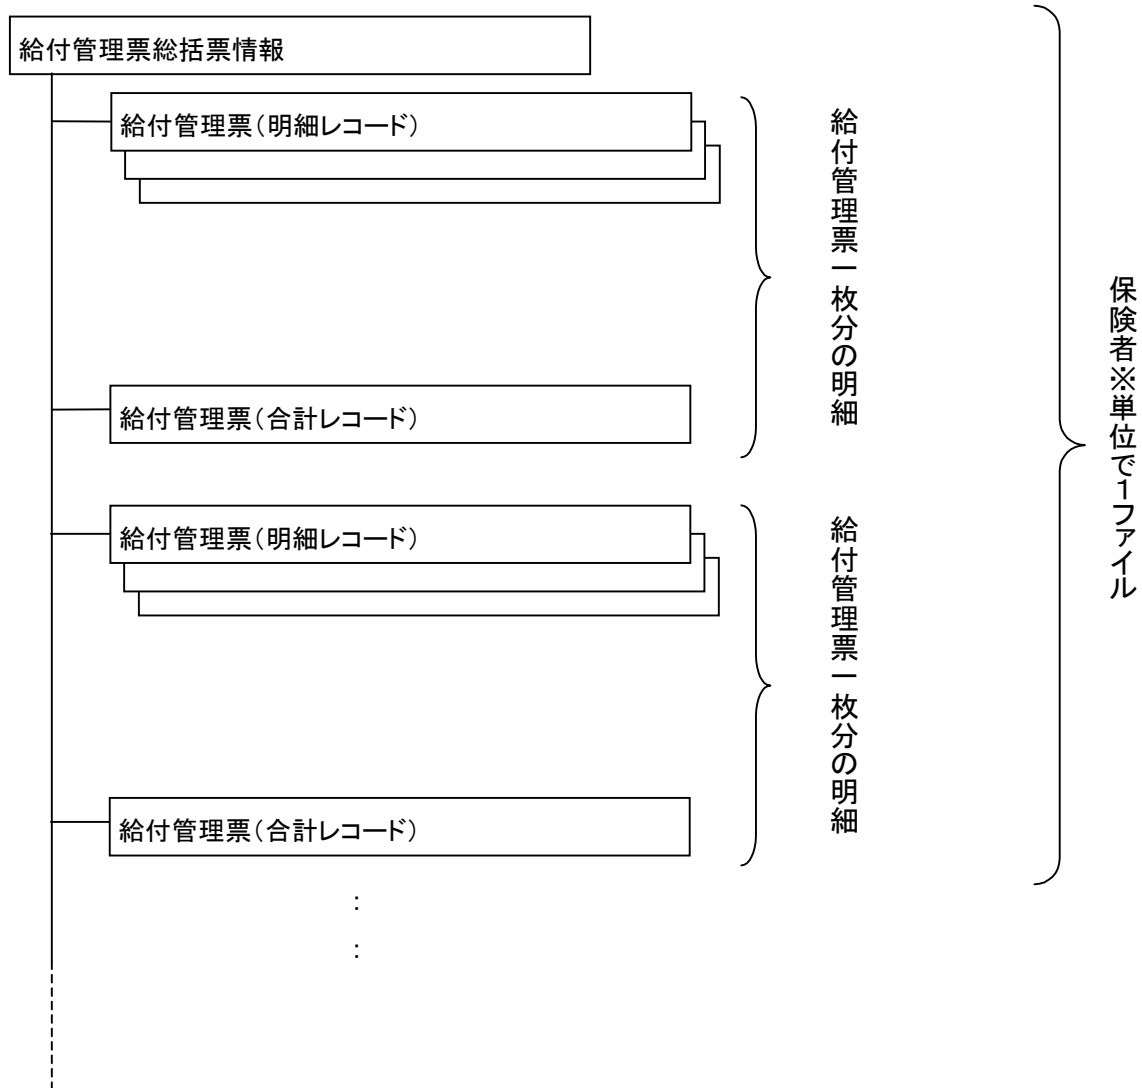 給付管理票総括票情報
給付管理票(明細レコード)
給付管理票(合計レコード)
給付管理票一枚分の明細
給付管理票(明細レコード)
給付管理票(合計レコード)
給付管理票一枚分の明細
:
:
保険者※単位で1ファイル